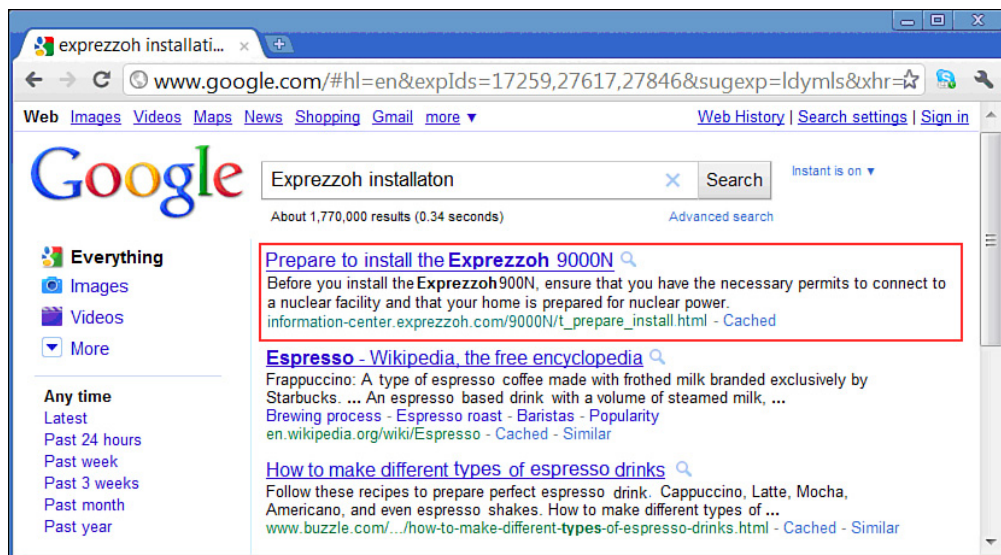 exprezzoh installati...
www.google.com/#hl=en&expIds=17259,27617,27846&sugexp=ldymls&xhr=
Web Images Videos Maps News Shopping Gmail more ▼ Web History | Search settings | Sign in
Google
Exprezzoh installaton
Search
Instant is on ▼
About 1,770,000 results (0.34 seconds)
Advanced search
Everything
Images
Videos
More
Any time
Latest
Past 24 hours
Past week
Past 3 weeks
Past month
Past year
Prepare to install the Exprezzoh 9000N
Before you install the Exprezzoh900N, ensure that you have the necessary permits to connect to
a nuclear facility and that your home is prepared for nuclear power.
information-center.exprezzoh.com/9000N/t_prepare_install.html - Cached
Espresso - Wikipedia, the free encyclopedia
Frappuccino: A type of espresso coffee made with frothed milk branded exclusively by
Starbucks. ... An espresso based drink with a volume of steamed milk, ...
Brewing process - Espresso roast - Baristas - Popularity
en.wikipedia.org/wiki/Espresso - Cached - Similar
How to make different types of espresso drinks
Follow these recipes to prepare perfect espresso drink. Cappuccino, Latte, Mocha,
Americano, and even espresso shakes. How to make different types of ...
www.buzzle.com/.../how-to-make-different-types-of-espresso-drinks.html - Cached - Similar